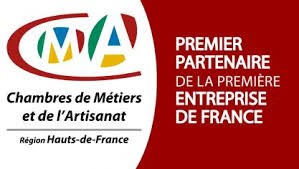 CMA
Chambres de Métiers
et de l'Artisanat
Région Hauts-de-France
PREMIER
PARTENAIRE
DE LA PREMIÈRE
ENTREPRISE
DE FRANCE